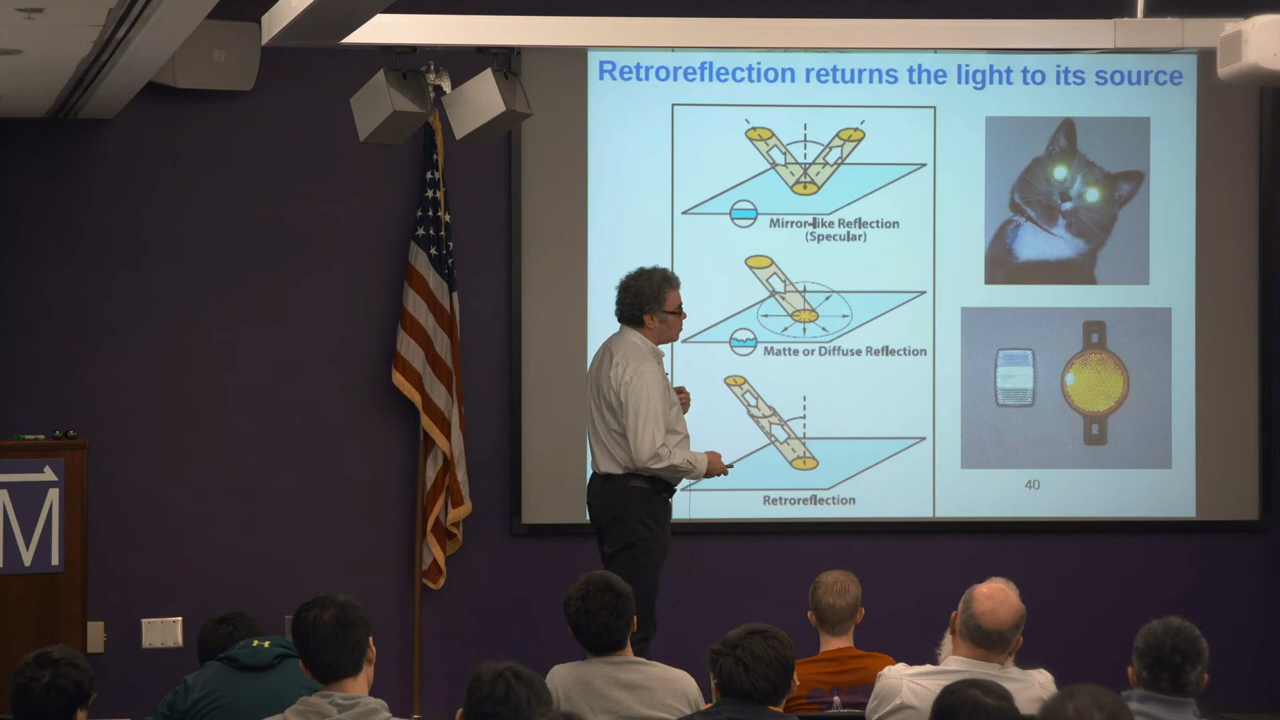 Retroreflection returns the light to its source
Mirror-like Reflection
(Specular)
Matte or Diffuse Reflection
Retroreflection
40
M